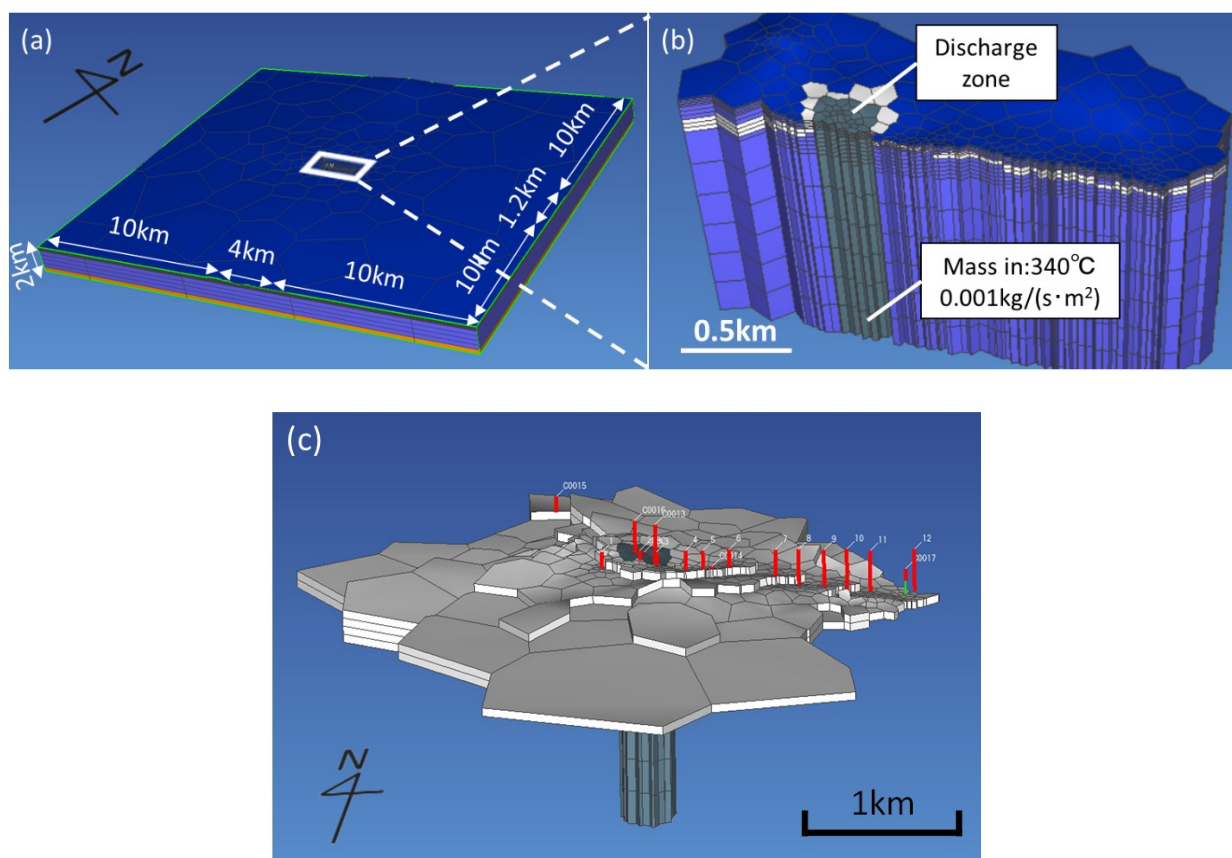 (a)
N
10km
1.2km
10km
10km
4km
10km
2km
(b)
Discharge
zone
Mass in:340℃
0.001kg/(s·m²)
0.5km
(c)
C0015
C0016
C0013
1
4
5
6
7
8
9
10
11
12
C0017
N
1km